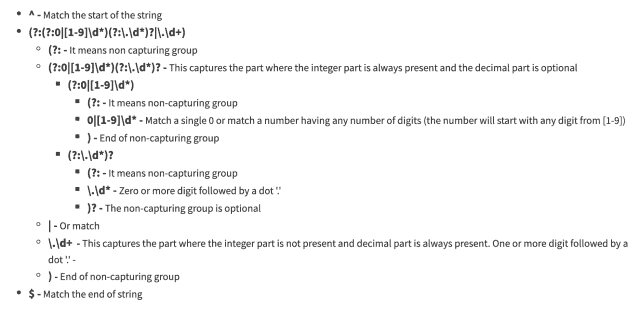 ^ - Match the start of the string
(?:(?:0|[1-9]\d*)(?:\.\d*)?|\.\d+)
(?: - It means non capturing group
(?:0|[1-9]\d*)(?:\.\d*)? - This captures the part where the integer part is always present and the decimal part is optional
(?:0|[1-9]\d*)
(?: - It means non-capturing group
0|[1-9]\d* - Match a single 0 or match a number having any number of digits (the number will start with any digit from [1-9])
) - End of non-capturing group
(?:\.\d*)?
(?: - It means non-capturing group
\.\d* - Zero or more digit followed by a dot '.'
)? - The non-capturing group is optional
| - Or match
\.\d+ - This captures the part where the integer part is not present and decimal part is always present. One or more digit followed by a
dot '.' -
) - End of non-capturing group
$ - Match the end of string